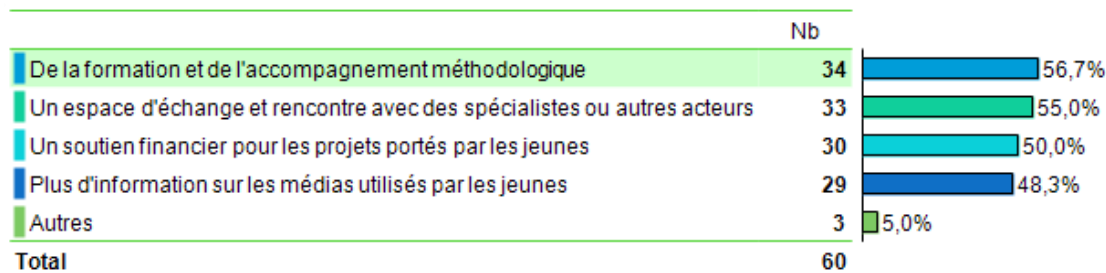 Nb
De la formation et de l'accompagnement méthodologique 34 56,7%
Un espace d'échange et rencontre avec des spécialistes ou autres acteurs 33 55,0%
Un soutien financier pour les projets portés par les jeunes 30 50,0%
Plus d'information sur les médias utilisés par les jeunes 29 48,3%
Autres 3 5,0%
Total 60